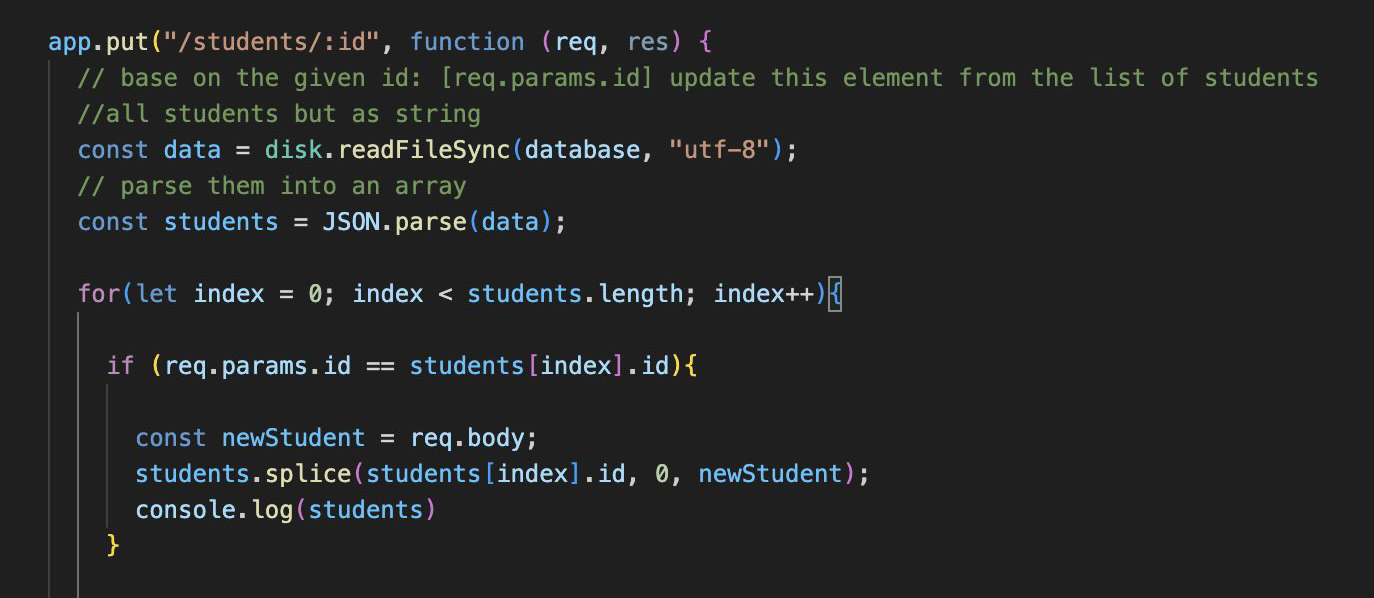 app.put("/students/:id", function (req, res) {
// base on the given id: [req.params.id] update this element from the list of students
//all students but as string
const data = disk.readFileSync(database, "utf-8");
// parse them into an array
const students = JSON.parse(data);
for(let index = 0; index < students.length; index++){
if (req.params.id == students[index].id){
const newStudent = req.body;
students.splice(students[index].id, 0, newStudent);
console.log(students)
}